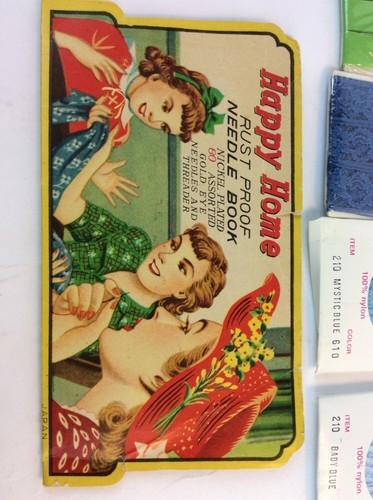 Happy Home
RUST PROOF
NEEDLE BOOK
NICKEL PLATED
60 ASSORTED
GOLD EYE
NEEDLES AND
THREADER
JAPAN
ITEM
100% nylon
COLOR
210 MYSTIC BLUE 610
ITEM
100% nylon
210 BABY BLUE